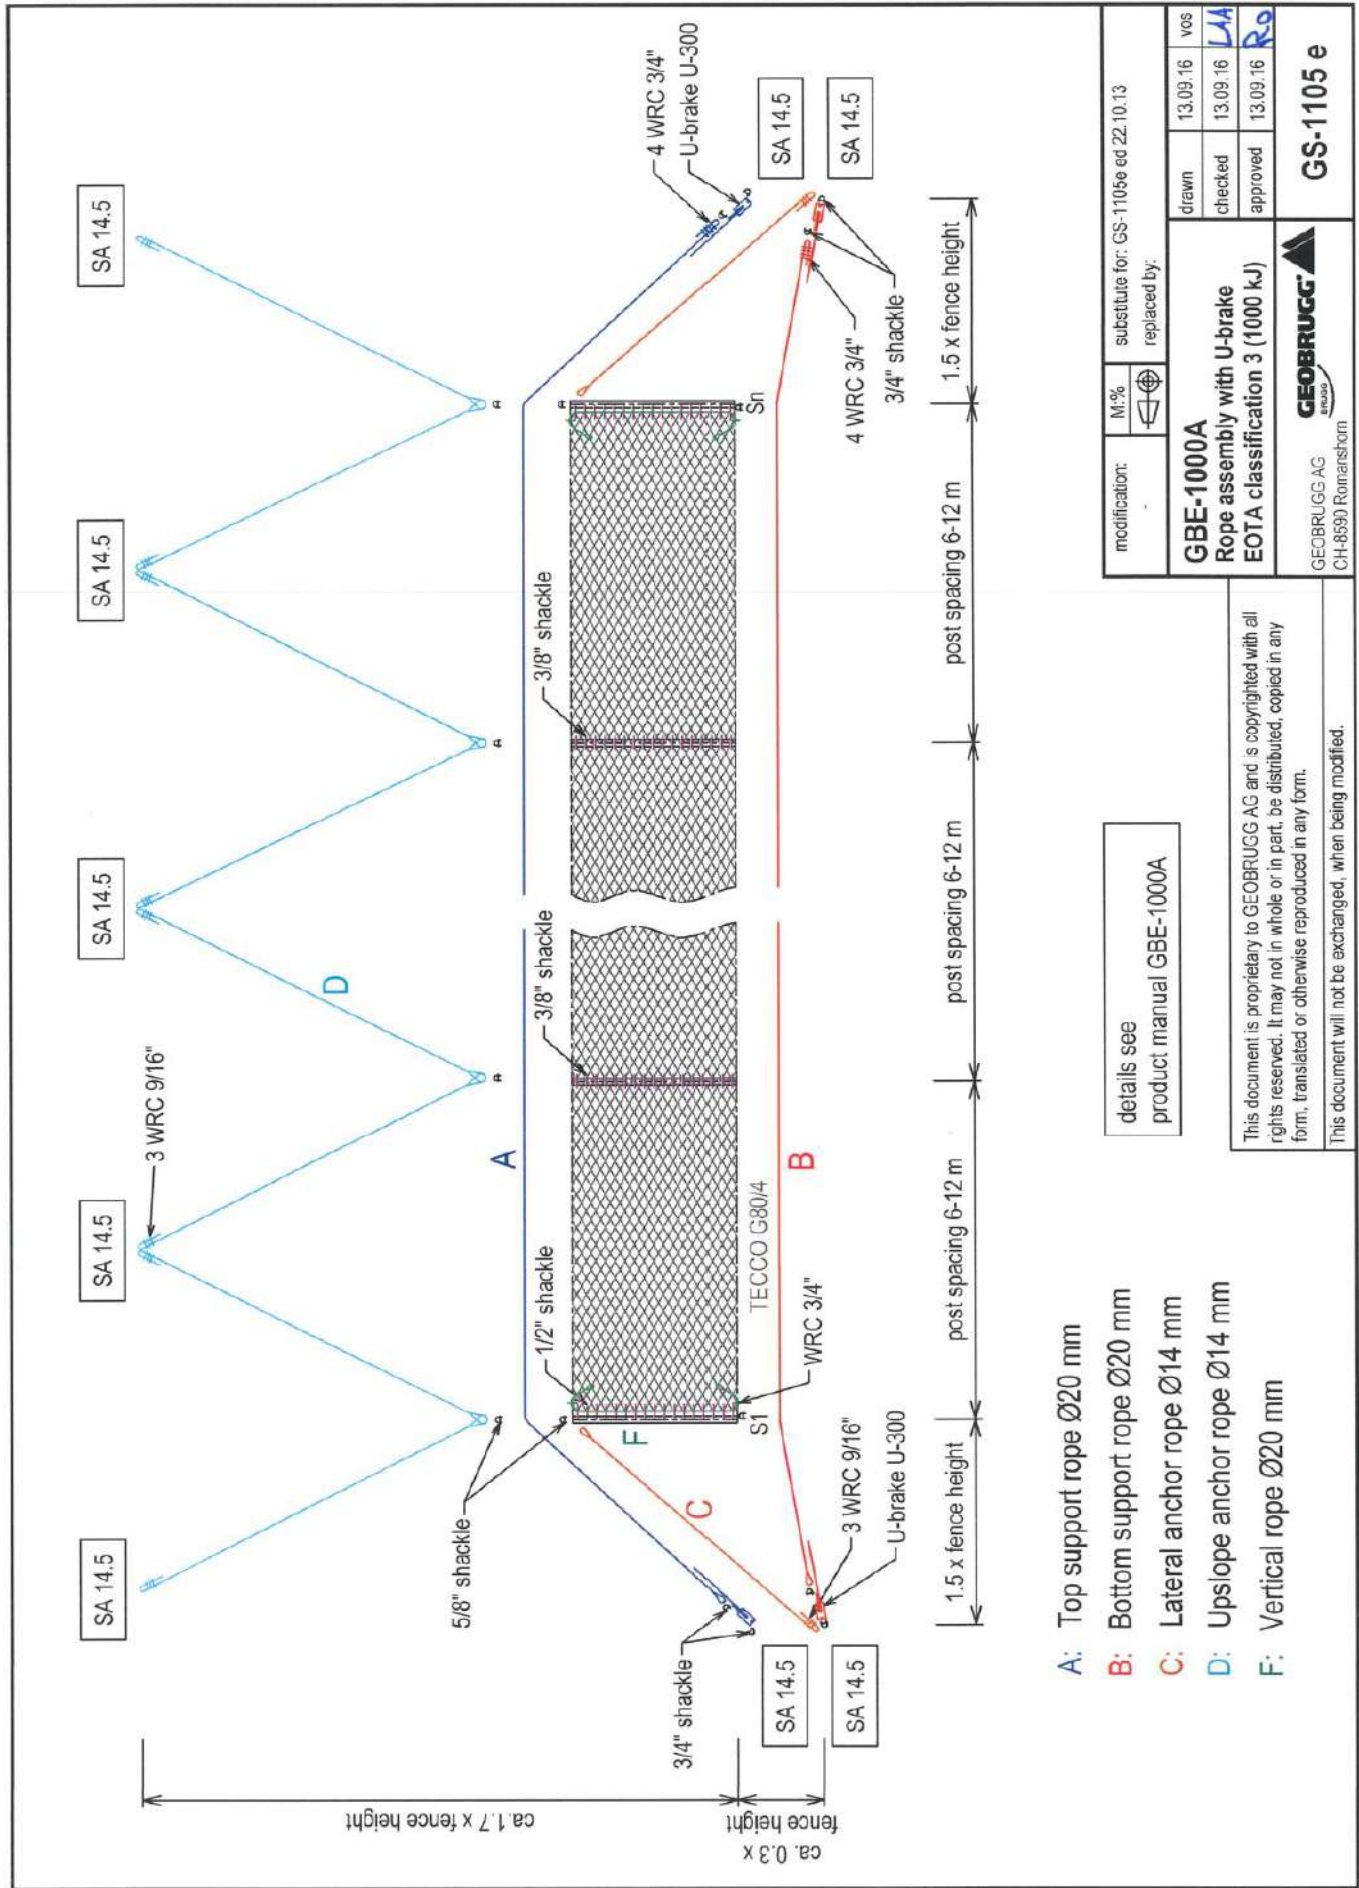 SA 14.5
SA 14.5
SA 14.5
SA 14.5
SA 14.5
3 WRC 9/16"
D
5/8" shackle
A
1/2" shackle
3/8" shackle
3/8" shackle
4 WRC 3/4"
U-brake U-300
F
C
3/4" shackle
S1
TECCO G80/4
Sn
WRC 3/4"
B
SA 14.5
SA 14.5
3 WRC 9/16"
U-brake U-300
4 WRC 3/4"
3/4" shackle
SA 14.5
SA 14.5
ca.1.7 x fence height
ca. 0.3 x
fence height
1.5 x fence height
post spacing 6-12 m
post spacing 6-12 m
post spacing 6-12 m
1.5 x fence height
A: Top support rope Ø20 mm
B: Bottom support rope Ø20 mm
C: Lateral anchor rope Ø14 mm
D: Upslope anchor rope Ø14 mm
F: Vertical rope Ø20 mm
details see
product manual GBE-1000A
This document is proprietary to GEOBRUGG AG and is copyrighted with all
rights reserved. It may not in whole or in part, be distributed, copied in any
form, translated or otherwise reproduced in any form.
This document will not be exchanged, when being modified.
modification:
-
M:%
substitute for: GS-1105e ed 22.10.13
replaced by:
GBE-1000A
Rope assembly with U-brake
EOTA classification 3 (1000 kJ)
drawn 13.09.16 vos
checked 13.09.16 LAA
approved 13.09.16 Ro
GEOBRUGG AG
CH-8590 Romanshorn
GEOBRUGG
BRUGG
GS-1105 e